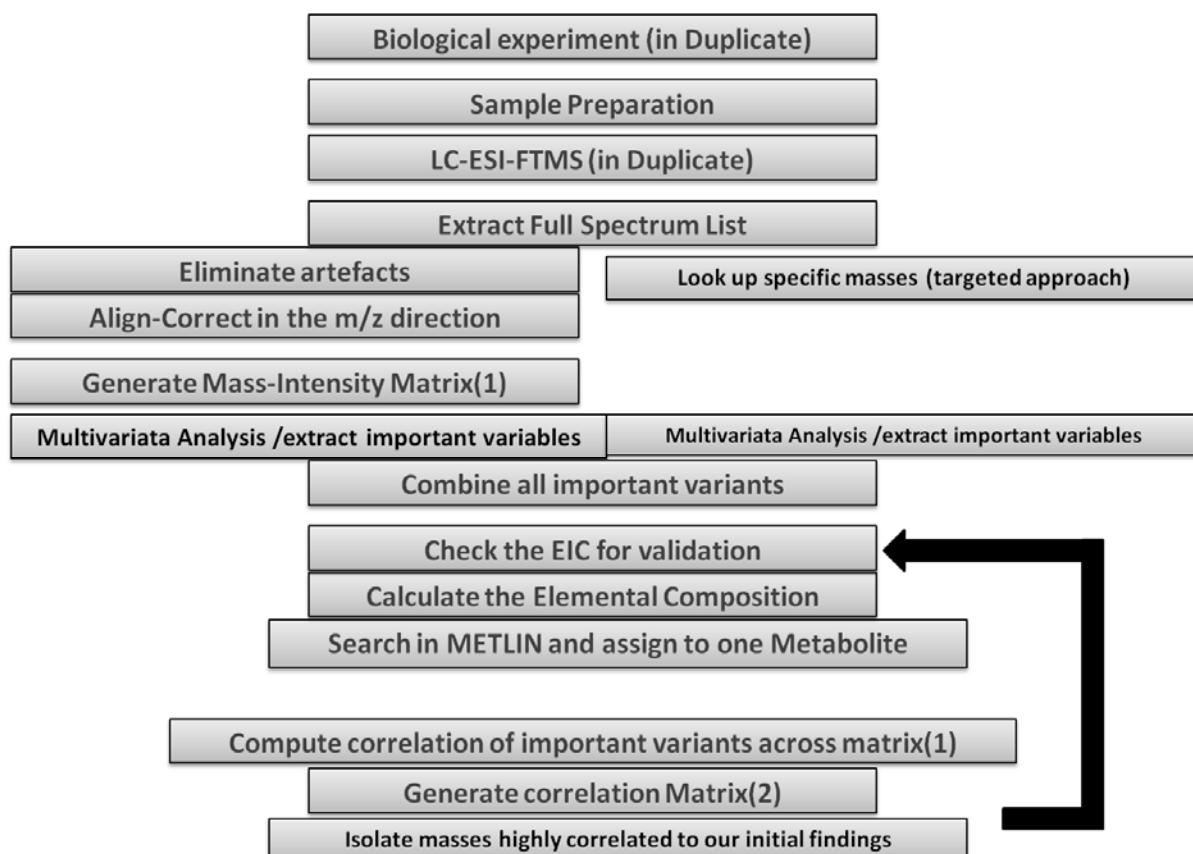 Biological experiment (in Duplicate)
Sample Preparation
LC-ESI-FTMS (in Duplicate)
Extract Full Spectrum List
Eliminate artefacts
Look up specific masses (targeted approach)
Align-Correct in the m/z direction
Generate Mass-Intensity Matrix(1)
Multivariata Analysis /extract important variables
Multivariata Analysis /extract important variables
Combine all important variants
Check the EIC for validation
Calculate the Elemental Composition
Search in METLIN and assign to one Metabolite
Compute correlation of important variants across matrix(1)
Generate correlation Matrix(2)
Isolate masses highly correlated to our initial findings